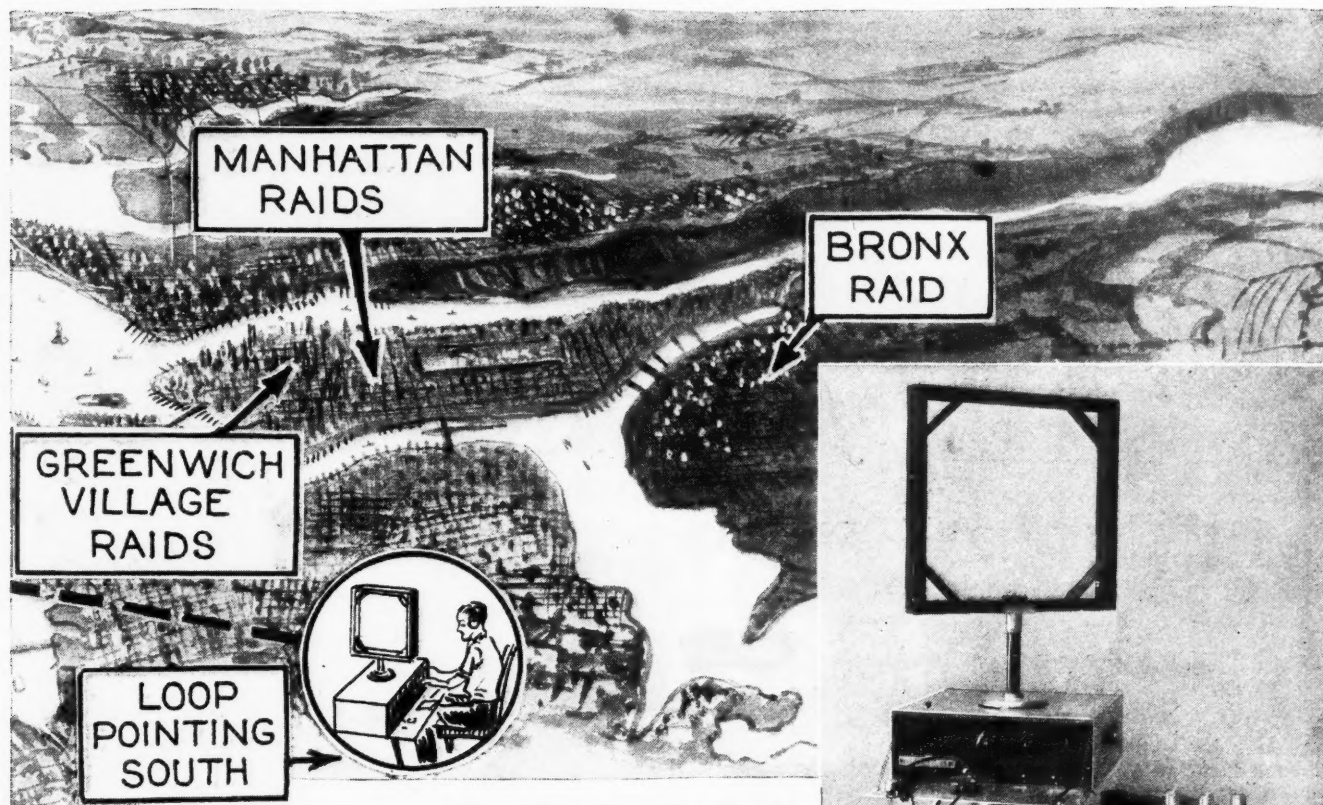 MANHATTAN
RAIDS
BRONX
RAID
GREENWICH
VILLAGE
RAIDS
LOOP
POINTING
SOUTH